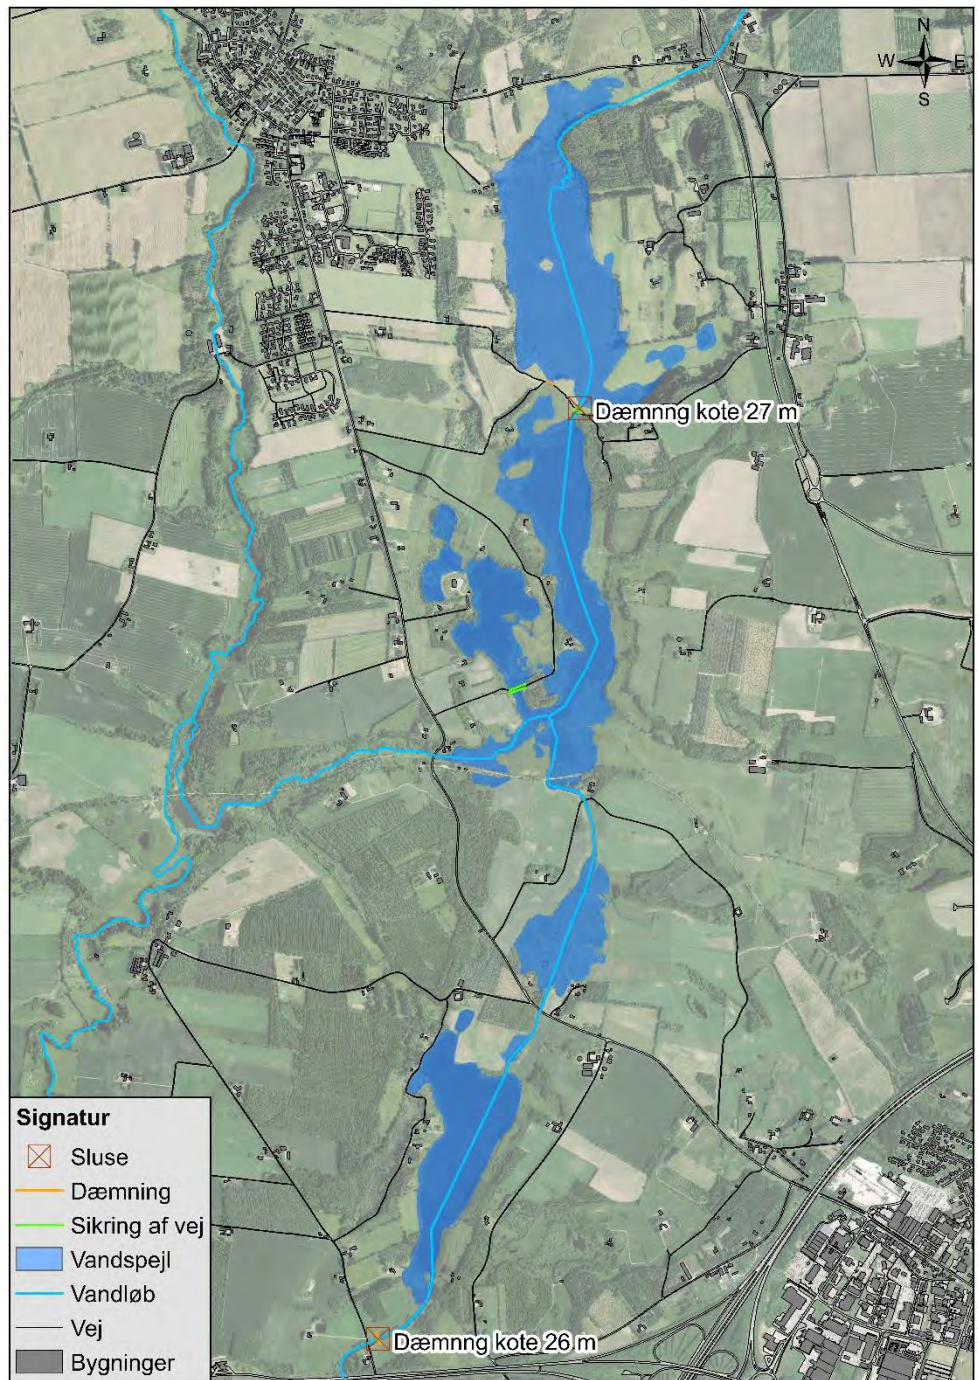 N
W E
S
Dæmnng kote 27 m
Signatur
Sluse
Dæmning
Sikring af vej
Vandspejl
Vandløb
Vej
Bygninger
Dæmnng kote 26 m